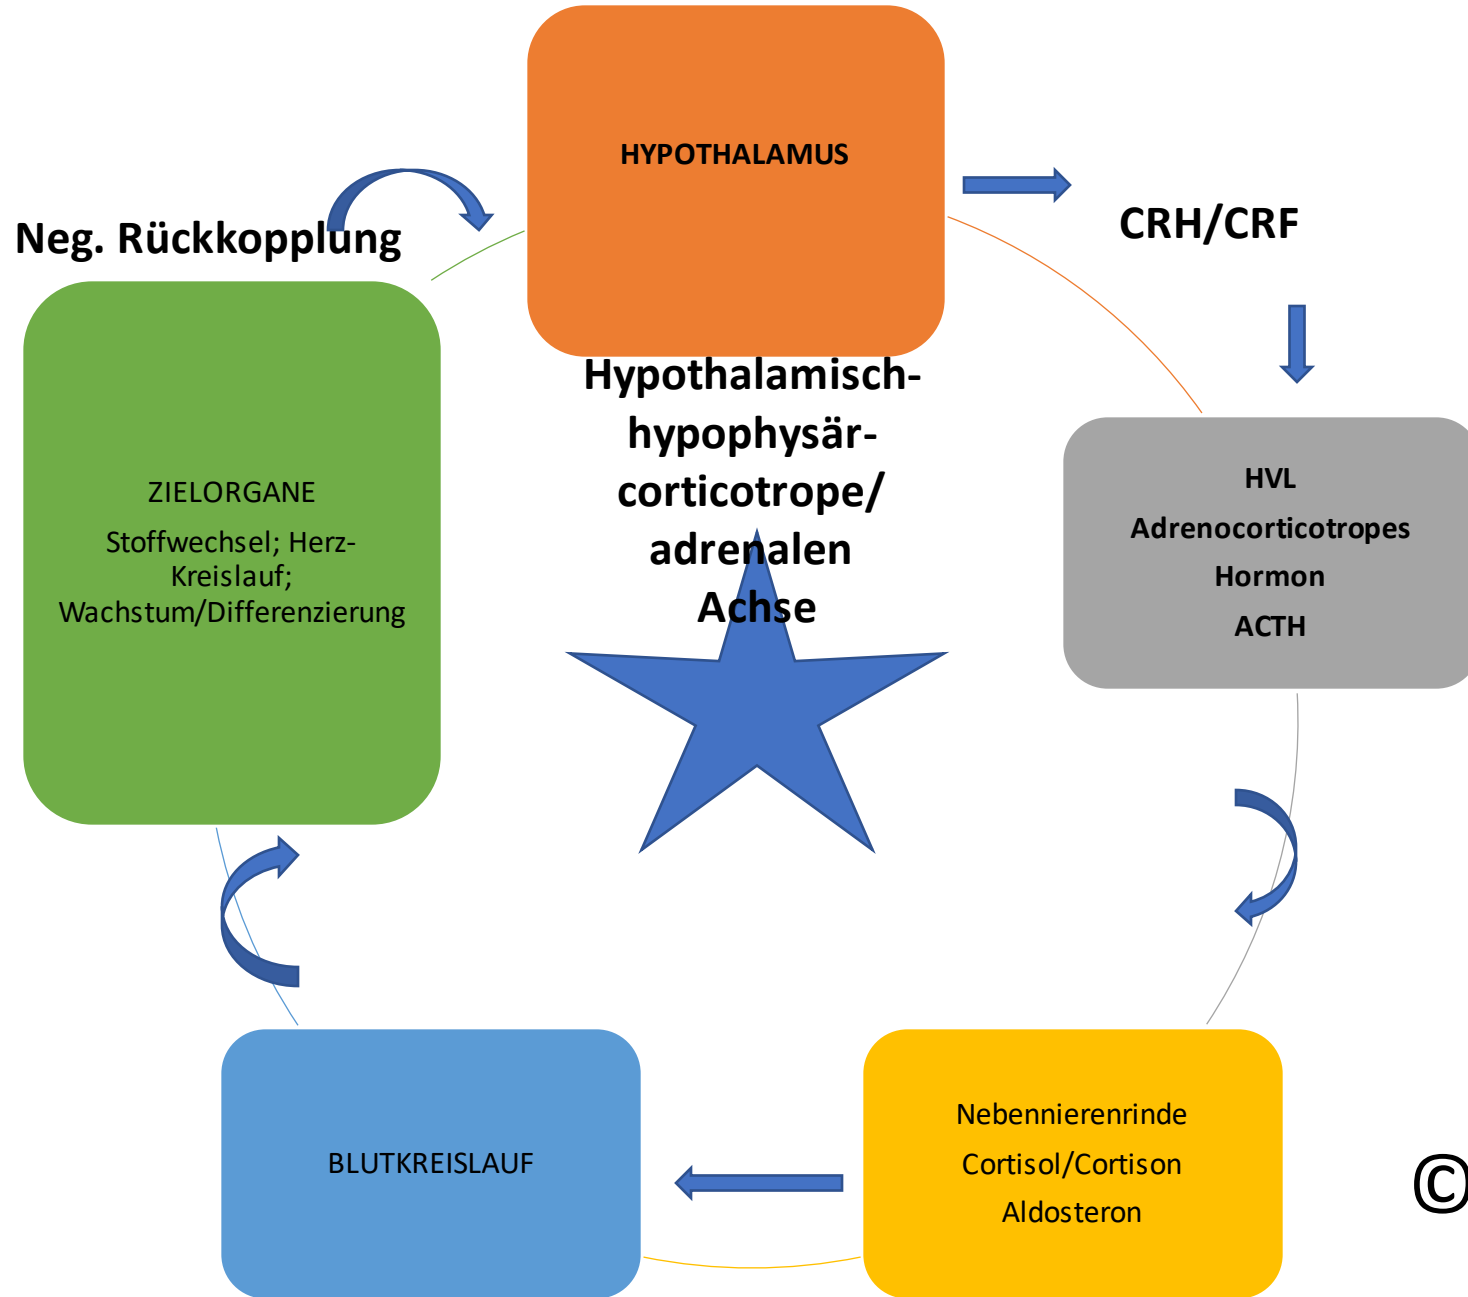 HYPOTHALAMUS
CRH/CRF
Neg. Rückkopplung
Hypothalamisch-
hypophysär-
corticotrope/
adrenalen
Achse
HVL
Adrenocorticotropes
Hormon
ACTH
ZIELORGANE
Stoffwechsel; Herz-
Kreislauf;
Wachstum/Differenzierung
Nebennierenrinde
Cortisol/Cortison
Aldosteron
BLUTKREISLAUF
©